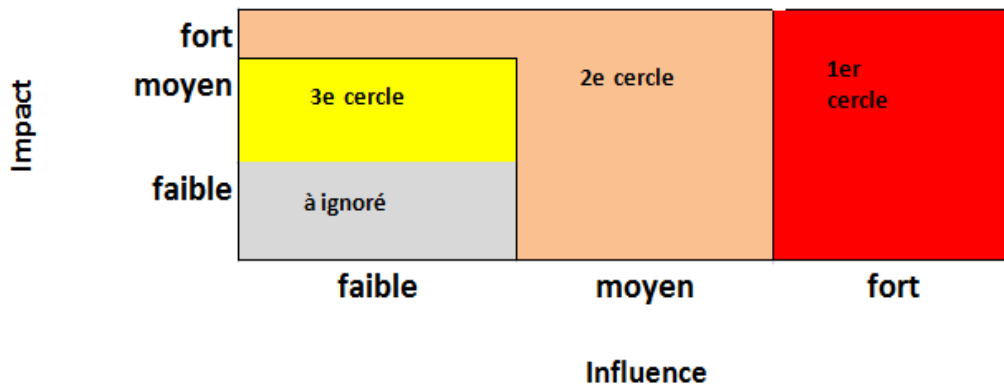 fort
moyen
faible
Impact
3e cercle
à ignoré
2e cercle
1er
cercle
faible
moyen
fort
Influence